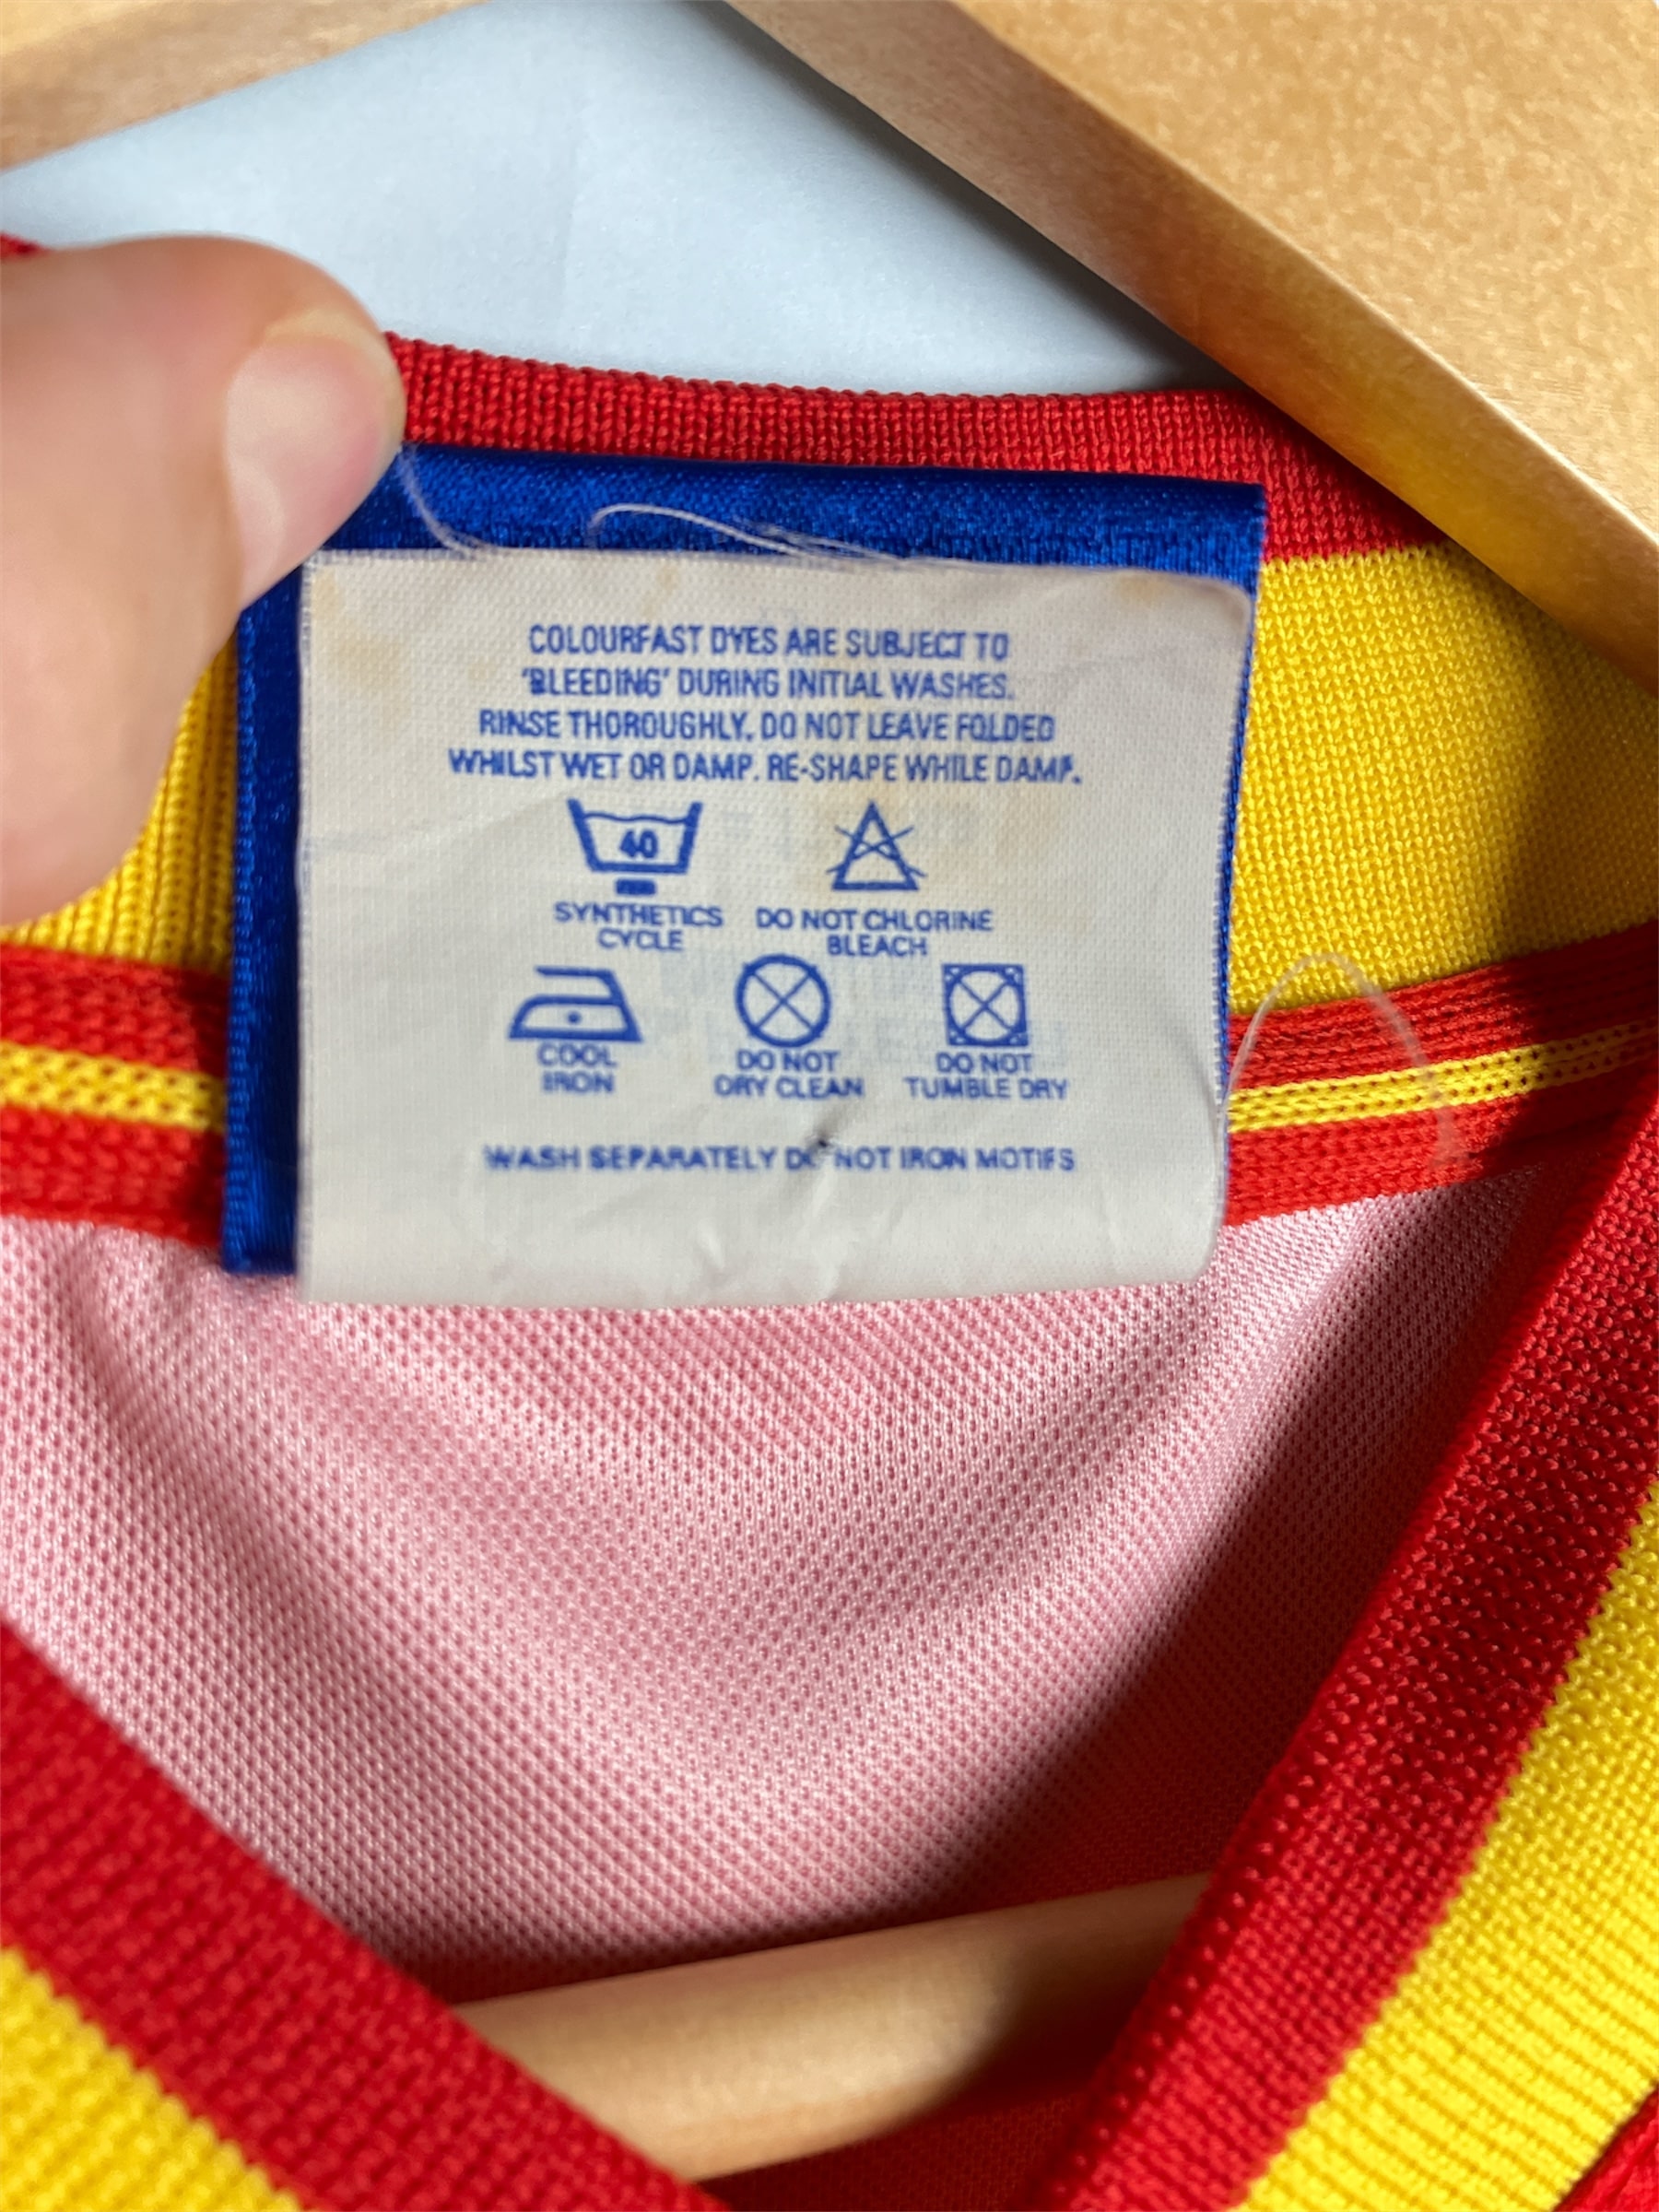 COLOURFAST DYES ARE SUBJECT TO
'BLEEDING' DURING INITIAL WASHES.
RINSE THOROUGHLY. DO NOT LEAVE FOLDED
WHILST WET OR DAMP. RE-SHAPE WHILE DAMP.
40
SYNTHETICS
CYCLE
DO NOT CHLORINE
BLEACH
COOL
IRON
DO NOT
DRY CLEAN
DO NOT
TUMBLE DRY
WASH SEPARATELY DO NOT IRON MOTIFS